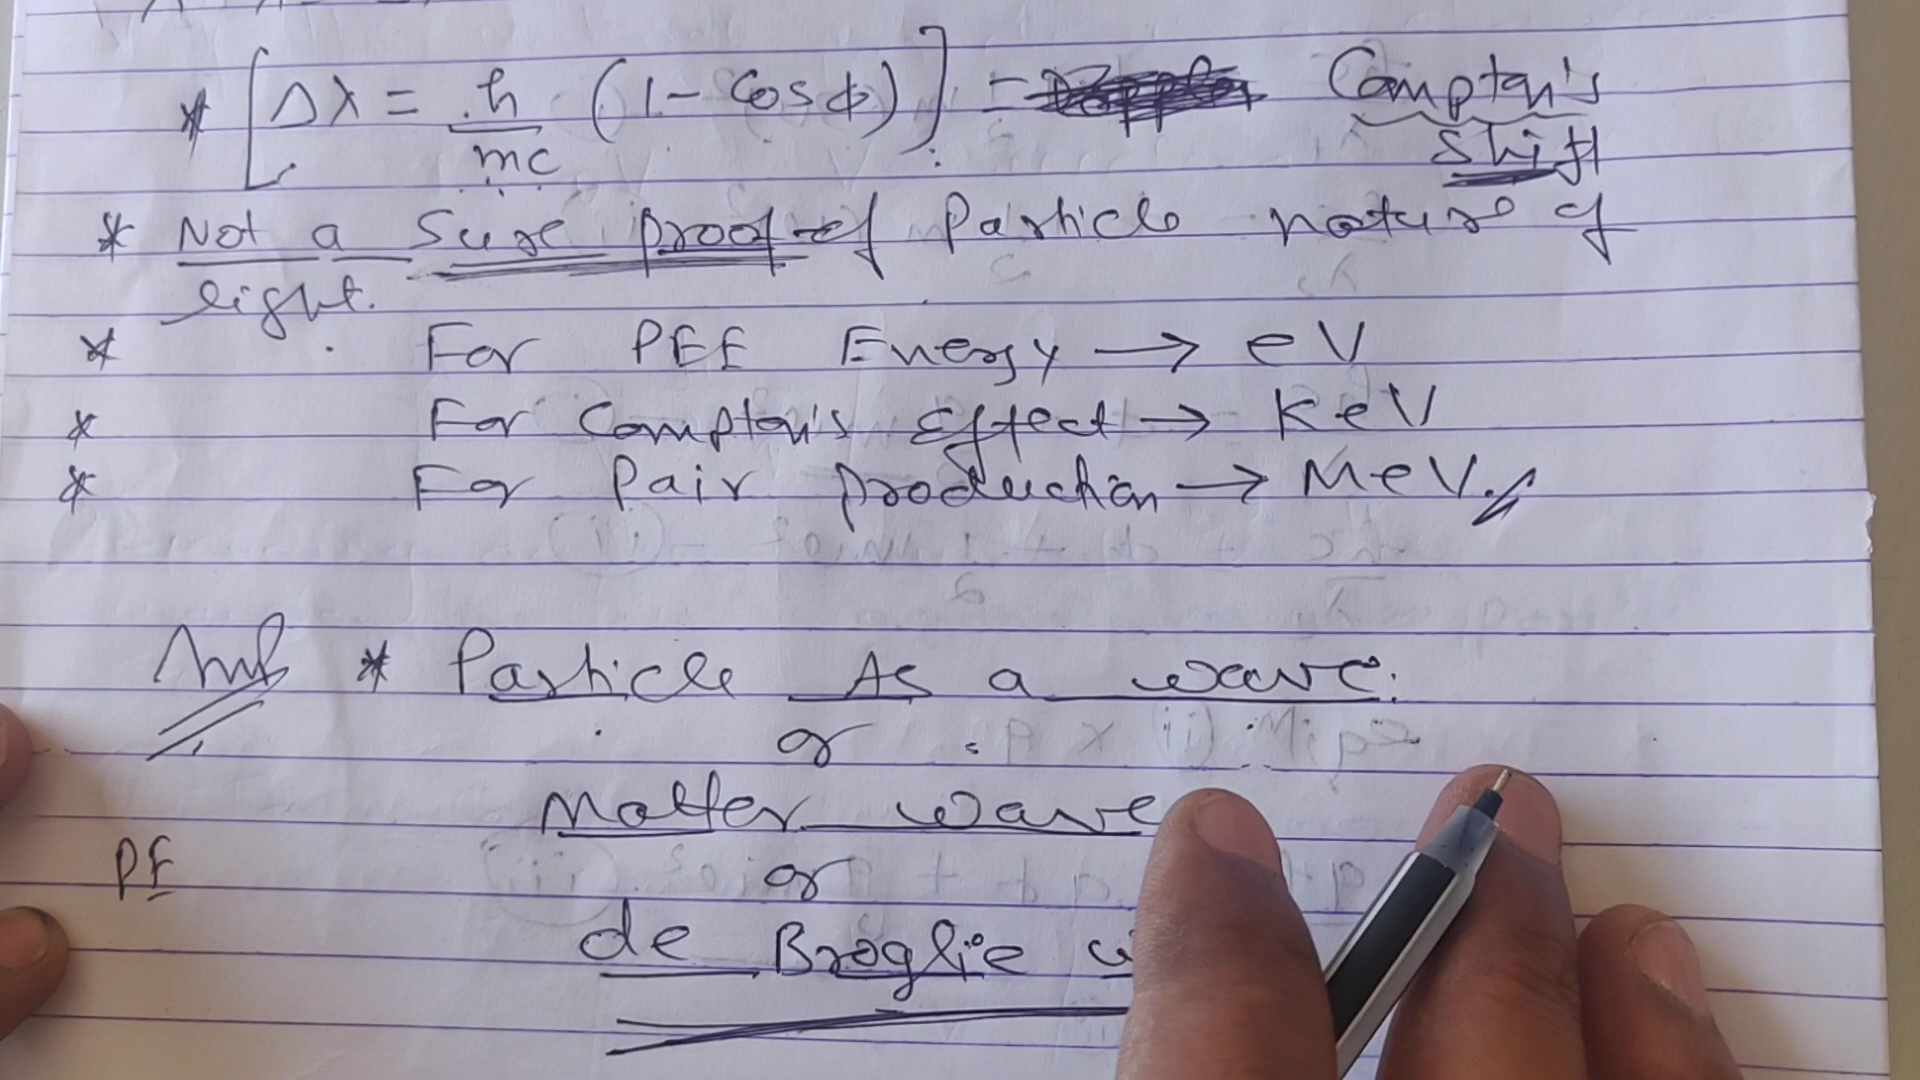 * [Δλ = h/mc (1 - Cosϕ)] - Compton's
Shift
* Not a Sure proof of Particle nature of
light.
* For PEE Energy → eV
* For Compton's Effect → KeV
* For Pair production → MeV.
* Particle As a wave.
or
Matter wave
or
PE
de Broglie